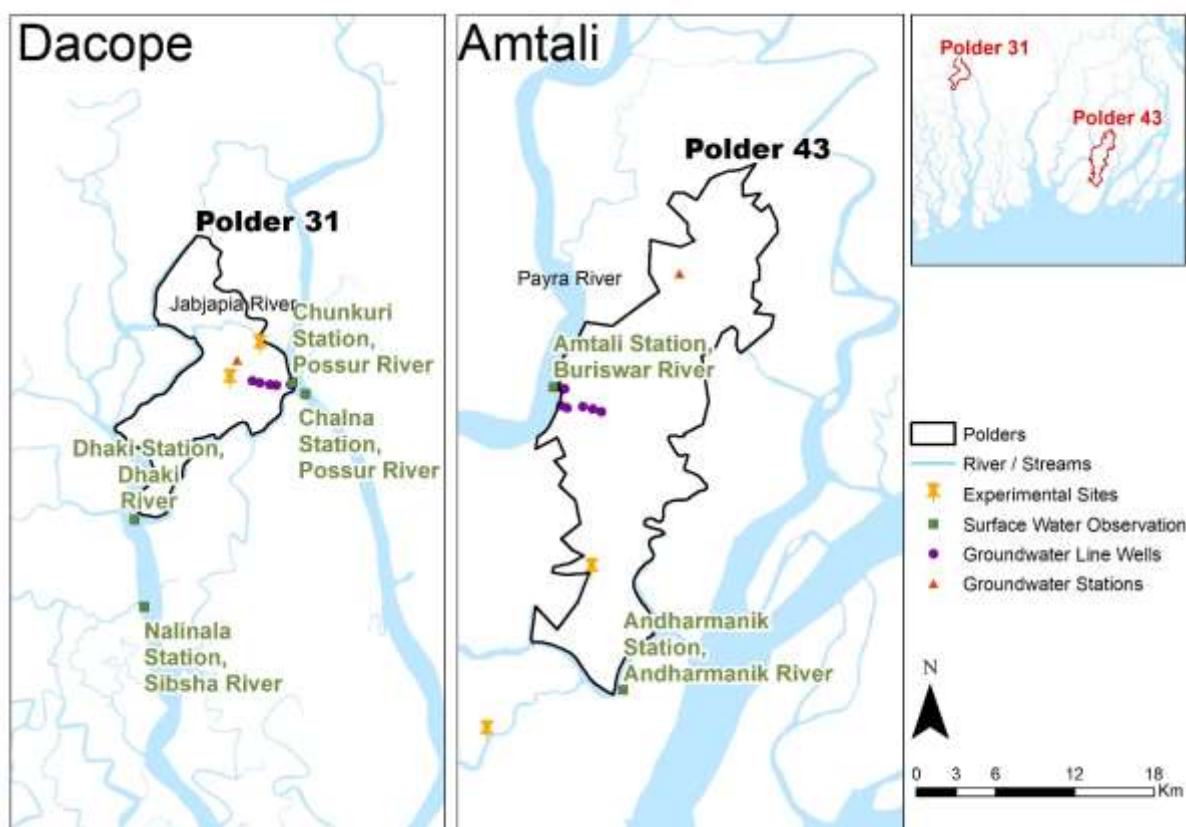 Dacope
Polder 31
Jabjapia River
Chunkuri
Station,
Possur River
Chalna
Station,
Possur River
Dhaki Station,
Dhaki
River
Nalinala
Station,
Sibsha River
Amtali
Polder 43
Payra River
Amtali Station,
Buriswar River
Andharmanik
Station,
Andharmanik River
Polder 31
Polder 43
Polders
River / Streams
Experimental Sites
Surface Water Observation
Groundwater Line Wells
Groundwater Stations
N
0 3 6 12 18
Km